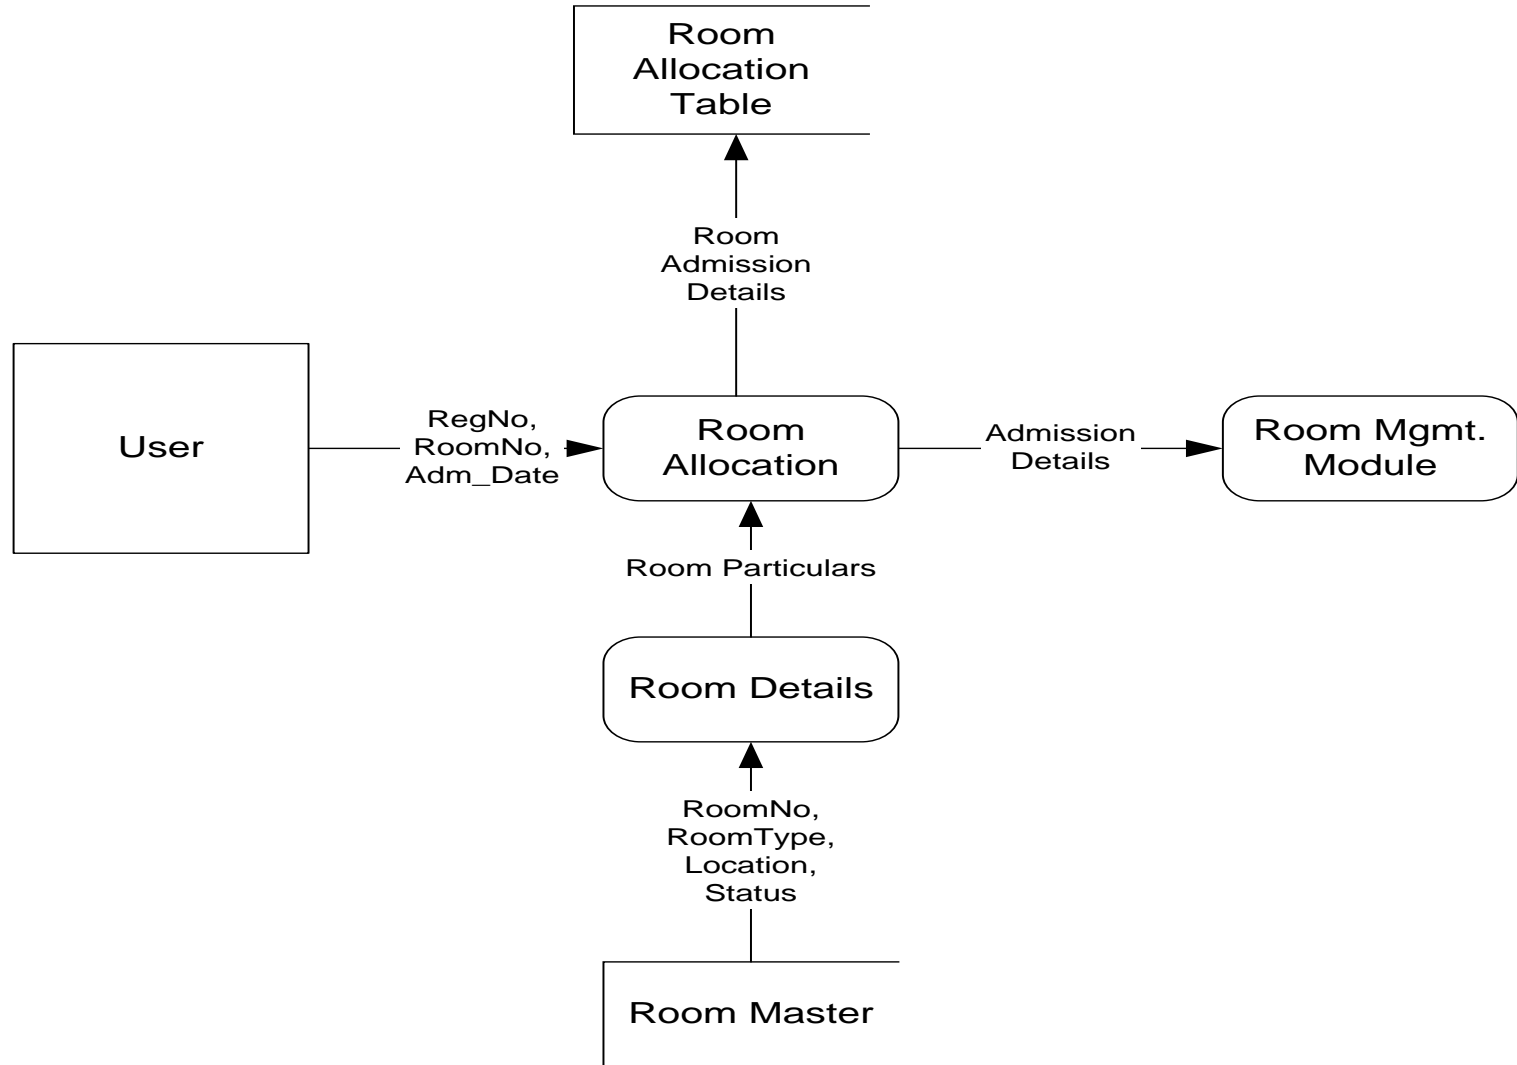 Room
Allocation
Table
Room
Admission
Details
User
RegNo,
RoomNo,
Adm_Date
Room
Allocation
Admission
Details
Room Mgmt.
Module
Room Particulars
Room Details
RoomNo,
RoomType,
Location,
Status
Room Master